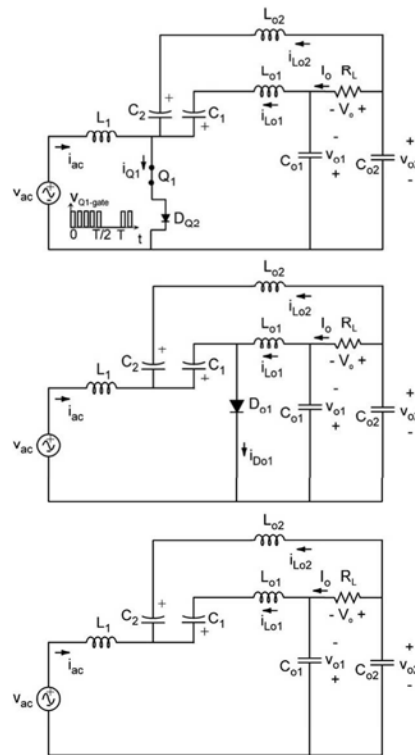 Lo2
iLo2
Lo1
Io
RL
C2 +
C1
+
iLo1
- Vo +
L1
iac
iQ1
Q1
Co1
-
vo1
+
Co2
+
vo2
-
vac
vQ1-gate
DQ2
0 T/2 T t
Lo2
iLo2
Lo1
Io
RL
C2 +
C1
+
iLo1
- Vo +
L1
iac
Do1
Co1
-
vo1
+
Co2
+
vo2
-
vac
iDo1
Lo2
iLo2
Lo1
Io
RL
C2 +
C1
+
iLo1
- Vo +
L1
iac
Co1
-
vo1
+
Co2
+
vo2
-
vac